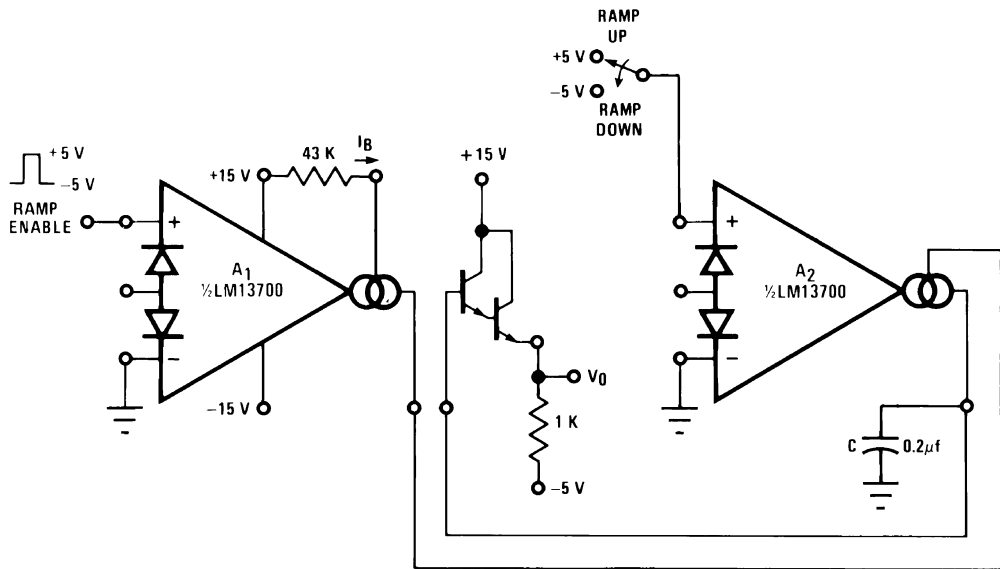 RAMP
UP
+5 V
−5 V
RAMP
DOWN
+5 V
−5 V
RAMP
ENABLE
+15 V
43 K
I_B
+15 V
+
A1
½LM13700
−
−15 V
V0
1 K
−5 V
+
A2
½LM13700
−
C
0.2μf